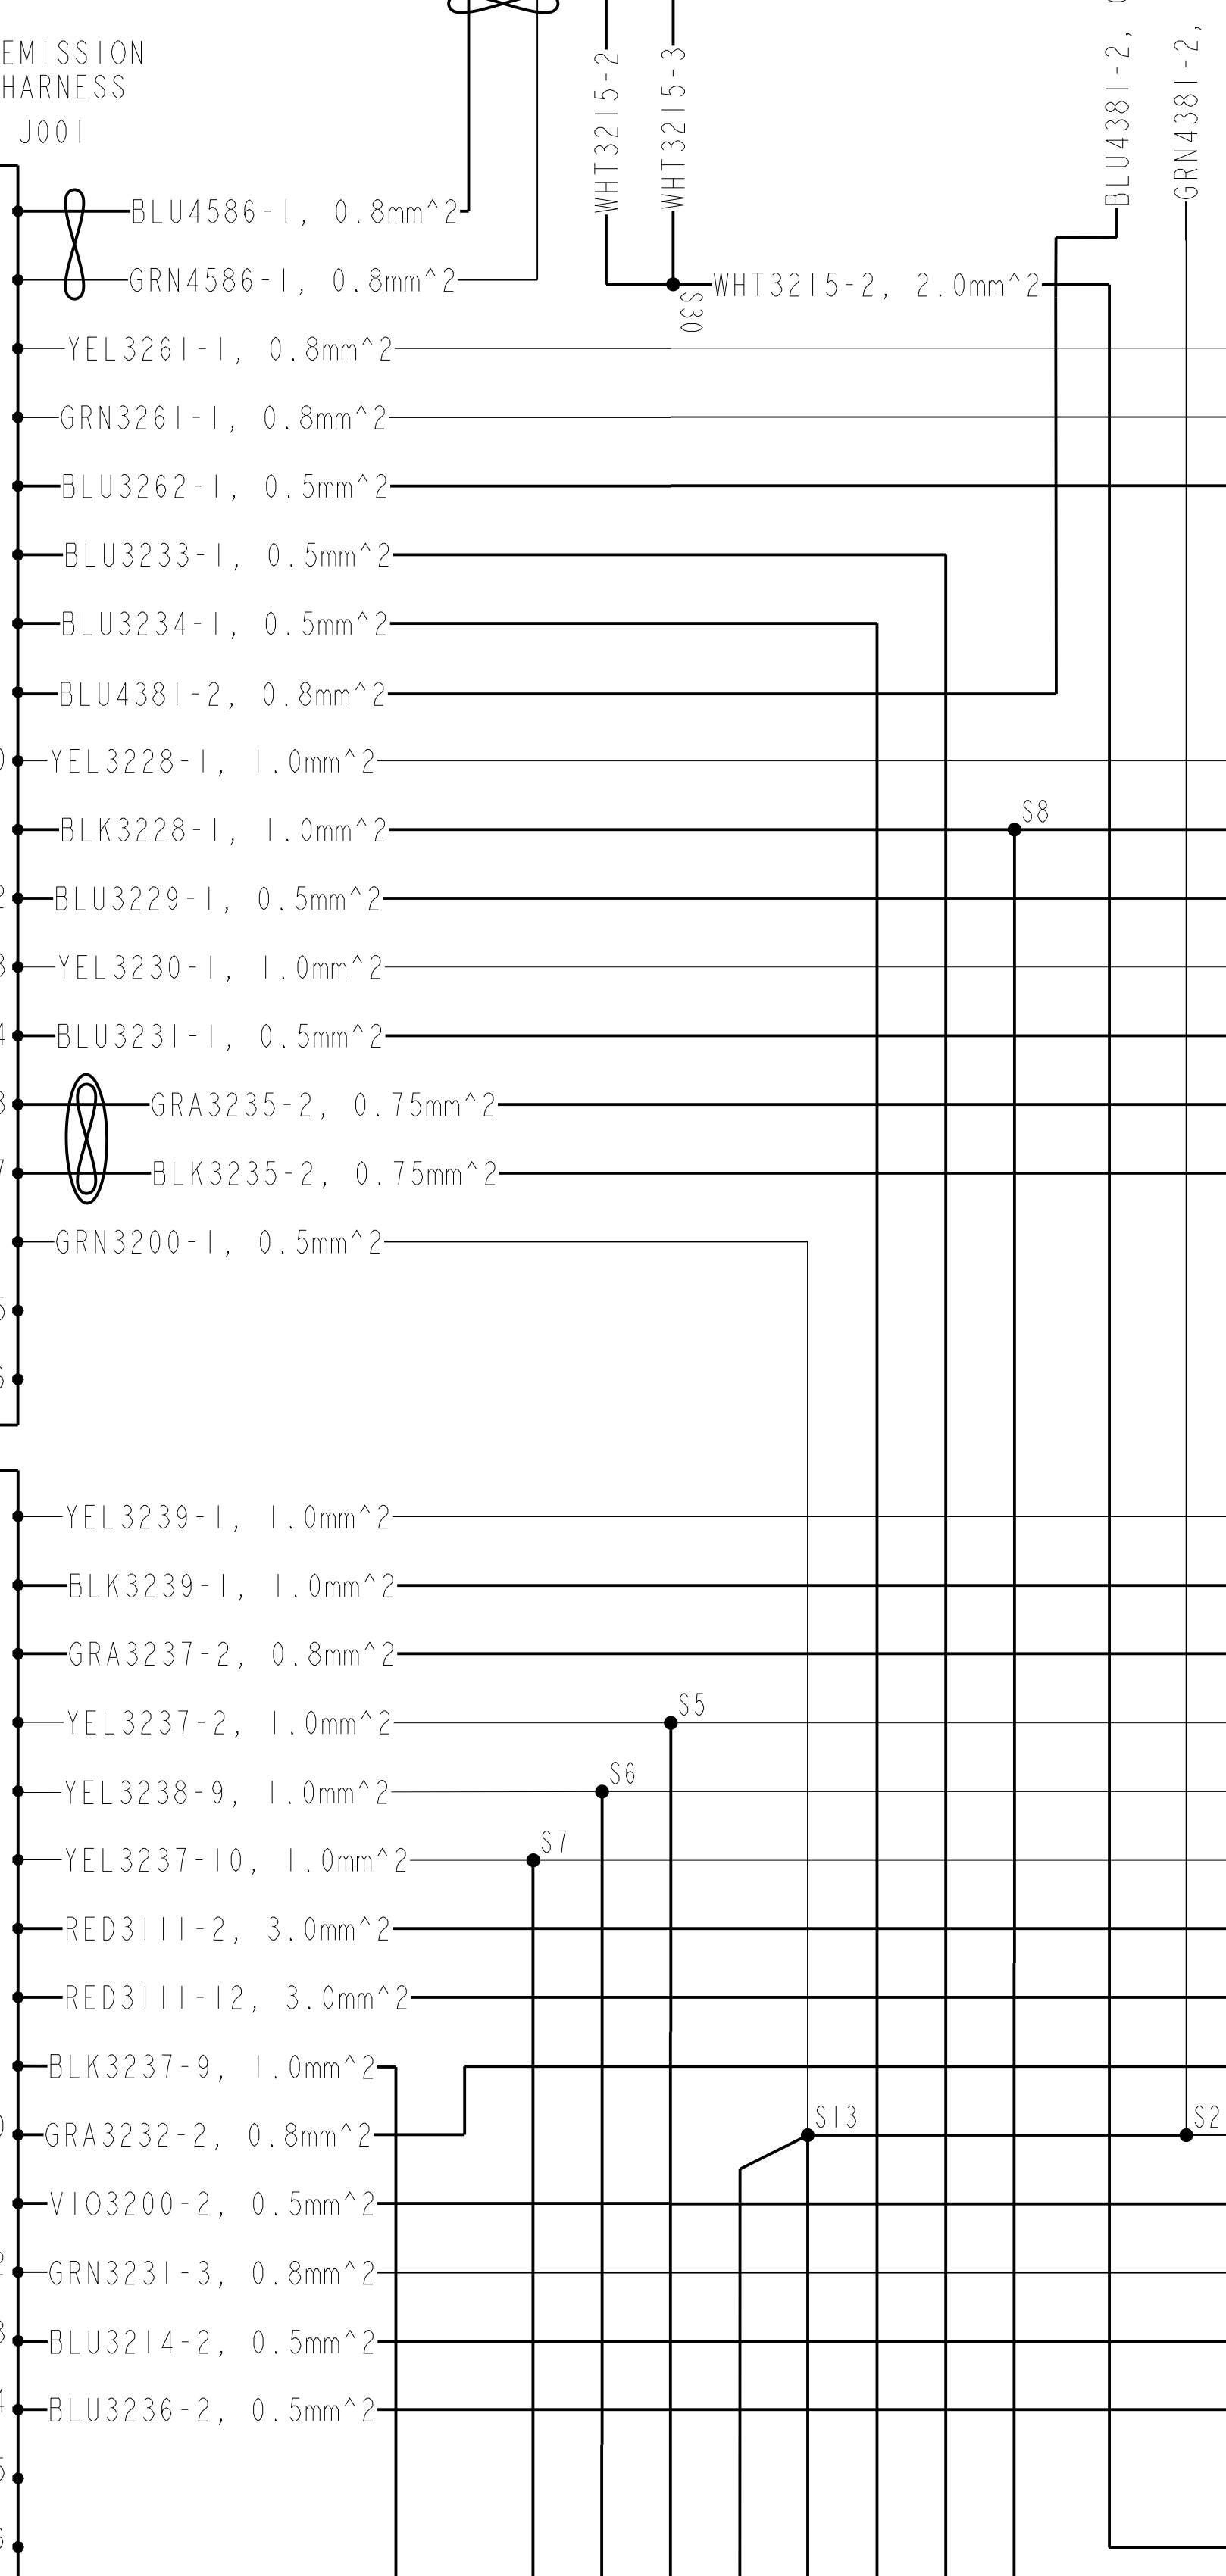 EMISSION
HARNESS
J001
WHT3215-2
WHT3215-3
BLU4381-2,
GRN4381-2,
BLU4586-1, 0.8mm^2
GRN4586-1, 0.8mm^2
WHT3215-2, 2.0mm^2
S30
YEL3261-1, 0.8mm^2
GRN3261-1, 0.8mm^2
BLU3262-1, 0.5mm^2
BLU3233-1, 0.5mm^2
BLU3234-1, 0.5mm^2
BLU4381-2, 0.8mm^2
YEL3228-1, 1.0mm^2
S8
BLK3228-1, 1.0mm^2
BLU3229-1, 0.5mm^2
YEL3230-1, 1.0mm^2
BLU3231-1, 0.5mm^2
GRA3235-2, 0.75mm^2
BLK3235-2, 0.75mm^2
GRN3200-1, 0.5mm^2
YEL3239-1, 1.0mm^2
BLK3239-1, 1.0mm^2
GRA3237-2, 0.8mm^2
S5
YEL3237-2, 1.0mm^2
S6
YEL3238-9, 1.0mm^2
S7
YEL3237-10, 1.0mm^2
RED3111-2, 3.0mm^2
RED3111-12, 3.0mm^2
BLK3237-9, 1.0mm^2
S13
S2
GRA3232-2, 0.8mm^2
VIO3200-2, 0.5mm^2
GRN3231-3, 0.8mm^2
BLU3214-2, 0.5mm^2
BLU3236-2, 0.5mm^2